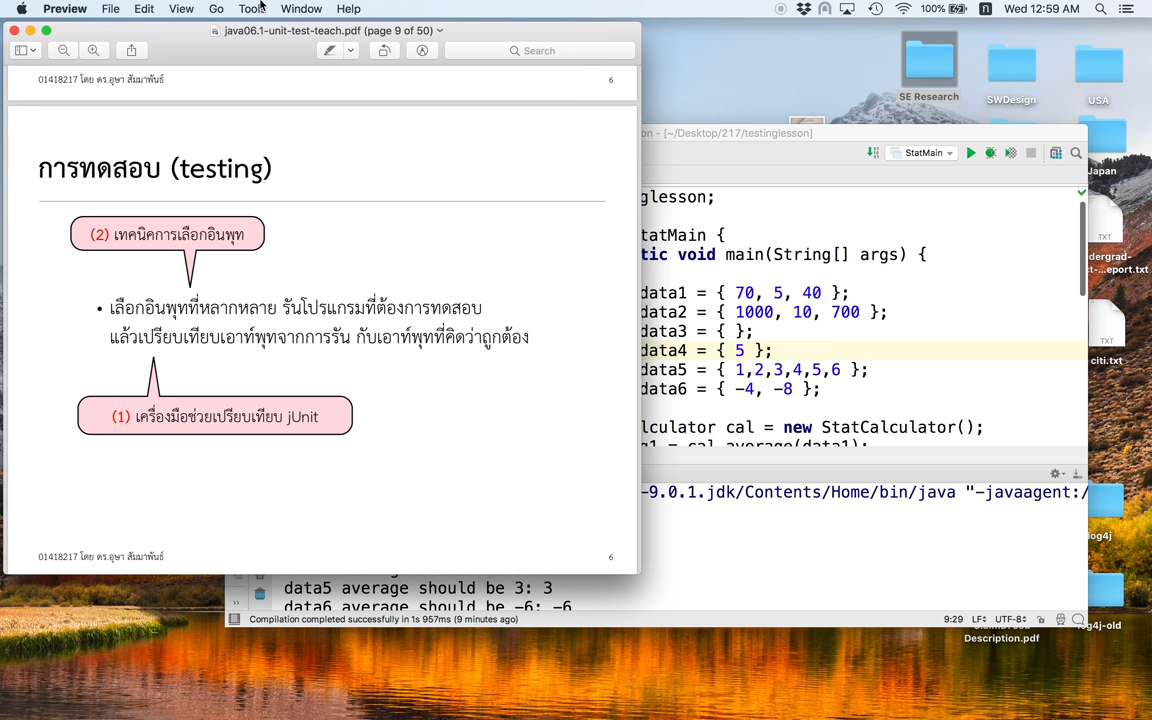 Preview File Edit View Go Tools Window Help
100% Wed 12:59 AM
java06.1-unit-test-teach.pdf (page 9 of 50)
Search
01418217 โดย ดร.อุษา สัมมาพันธ์ 6
การทดสอบ (testing)
(2) เทคนิคการเลือกอินพุท
• เลือกอินพุทที่หลากหลาย รันโปรแกรมที่ต้องการทดสอบ
แล้วเปรียบเทียบเอาท์พุทจากการรัน กับเอาท์พุทที่คิดว่าถูกต้อง
(1) เครื่องมือช่วยเปรียบเทียบ jUnit
01418217 โดย ดร.อุษา สัมมาพันธ์ 6
on - [~/Desktop/217/testinglesson]
StatMain
glesson;
tatMain {
tic void main(String[] args) {
data1 = { 70, 5, 40 };
data2 = { 1000, 10, 700 };
data3 = { };
data4 = { 5 };
data5 = { 1,2,3,4,5,6 };
data6 = { -4, -8 };
lculator cal = new StatCalculator();
g1 = cal.average(data1);
-9.0.1.jdk/Contents/Home/bin/java "-javaagent:/
data5 average should be 3: 3
data6 average should be -6: -6
Compilation completed successfully in 1s 957ms (9 minutes ago)
9:29 LF UTF-8
SE Research
SWDesign
USA
Japan
TXT
dergrad-
ct-...eport.txt
TXT
citi.txt
log4j
log4j-old
Description.pdf